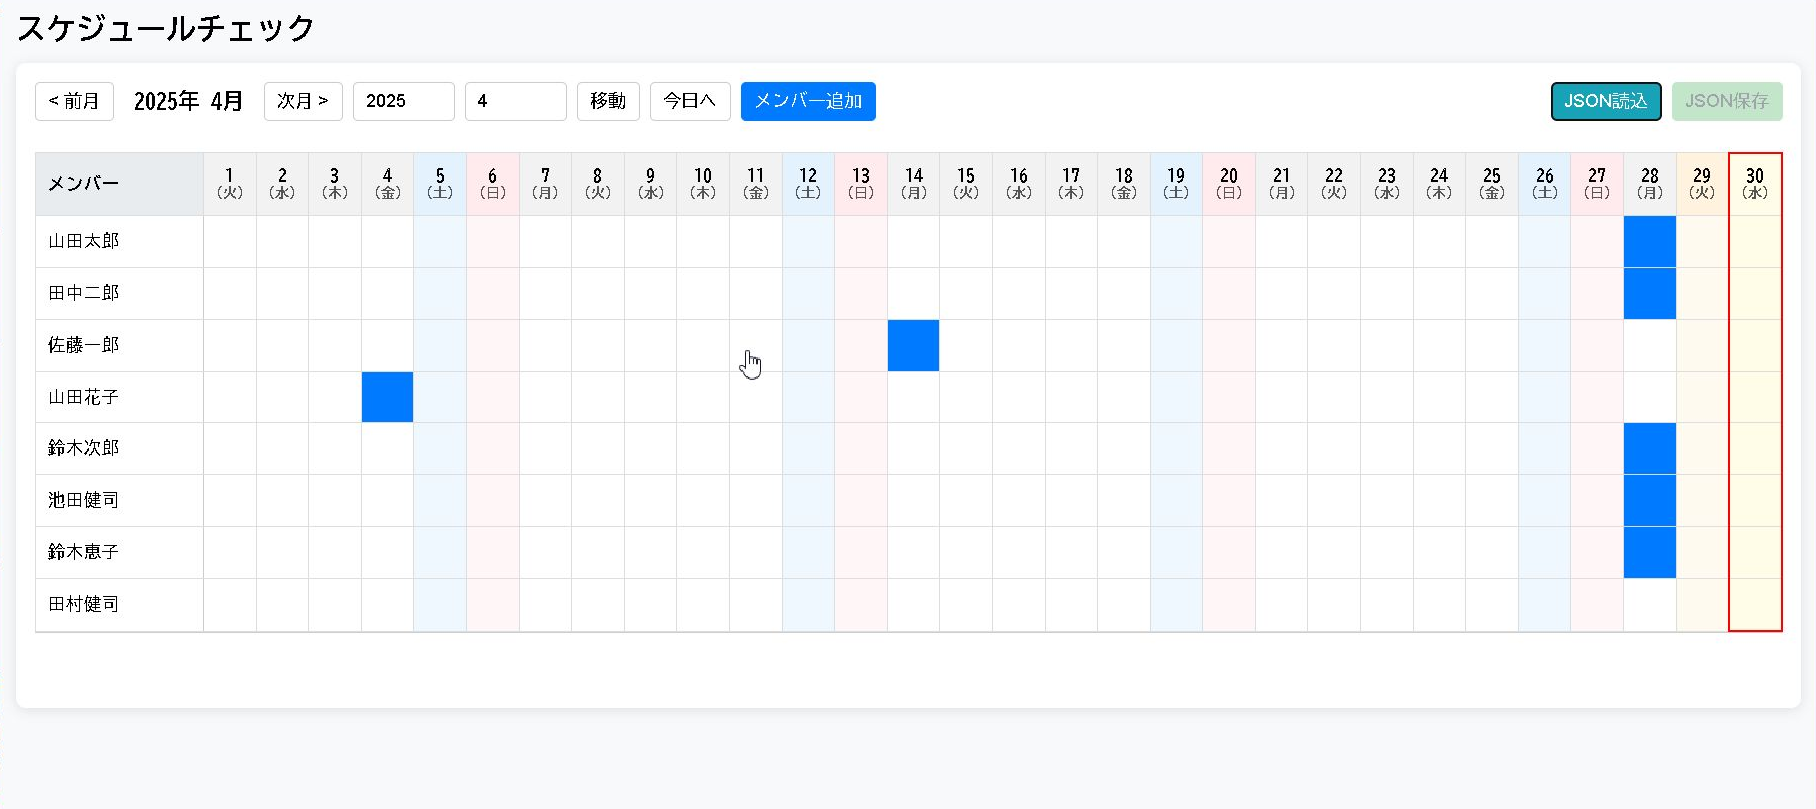 スケジュールチェック
< 前月 2025年 4月 次月 > 2025 4 移動 今日へ メンバー追加 JSON読込 JSON保存
メンバー 1 2 3 4 5 6 7 8 9 10 11 12 13 14 15 16 17 18 19 20 21 22 23 24 25 26 27 28 29 30
(火) (水) (木) (金) (土) (日) (月) (火) (水) (木) (金) (土) (日) (月) (火) (水) (木) (金) (土) (日) (月) (火) (水) (木) (金) (土) (日) (月) (火) (水)
山田太郎
田中二郎
佐藤一郎
山田花子
鈴木次郎
池田健司
鈴木恵子
田村健司